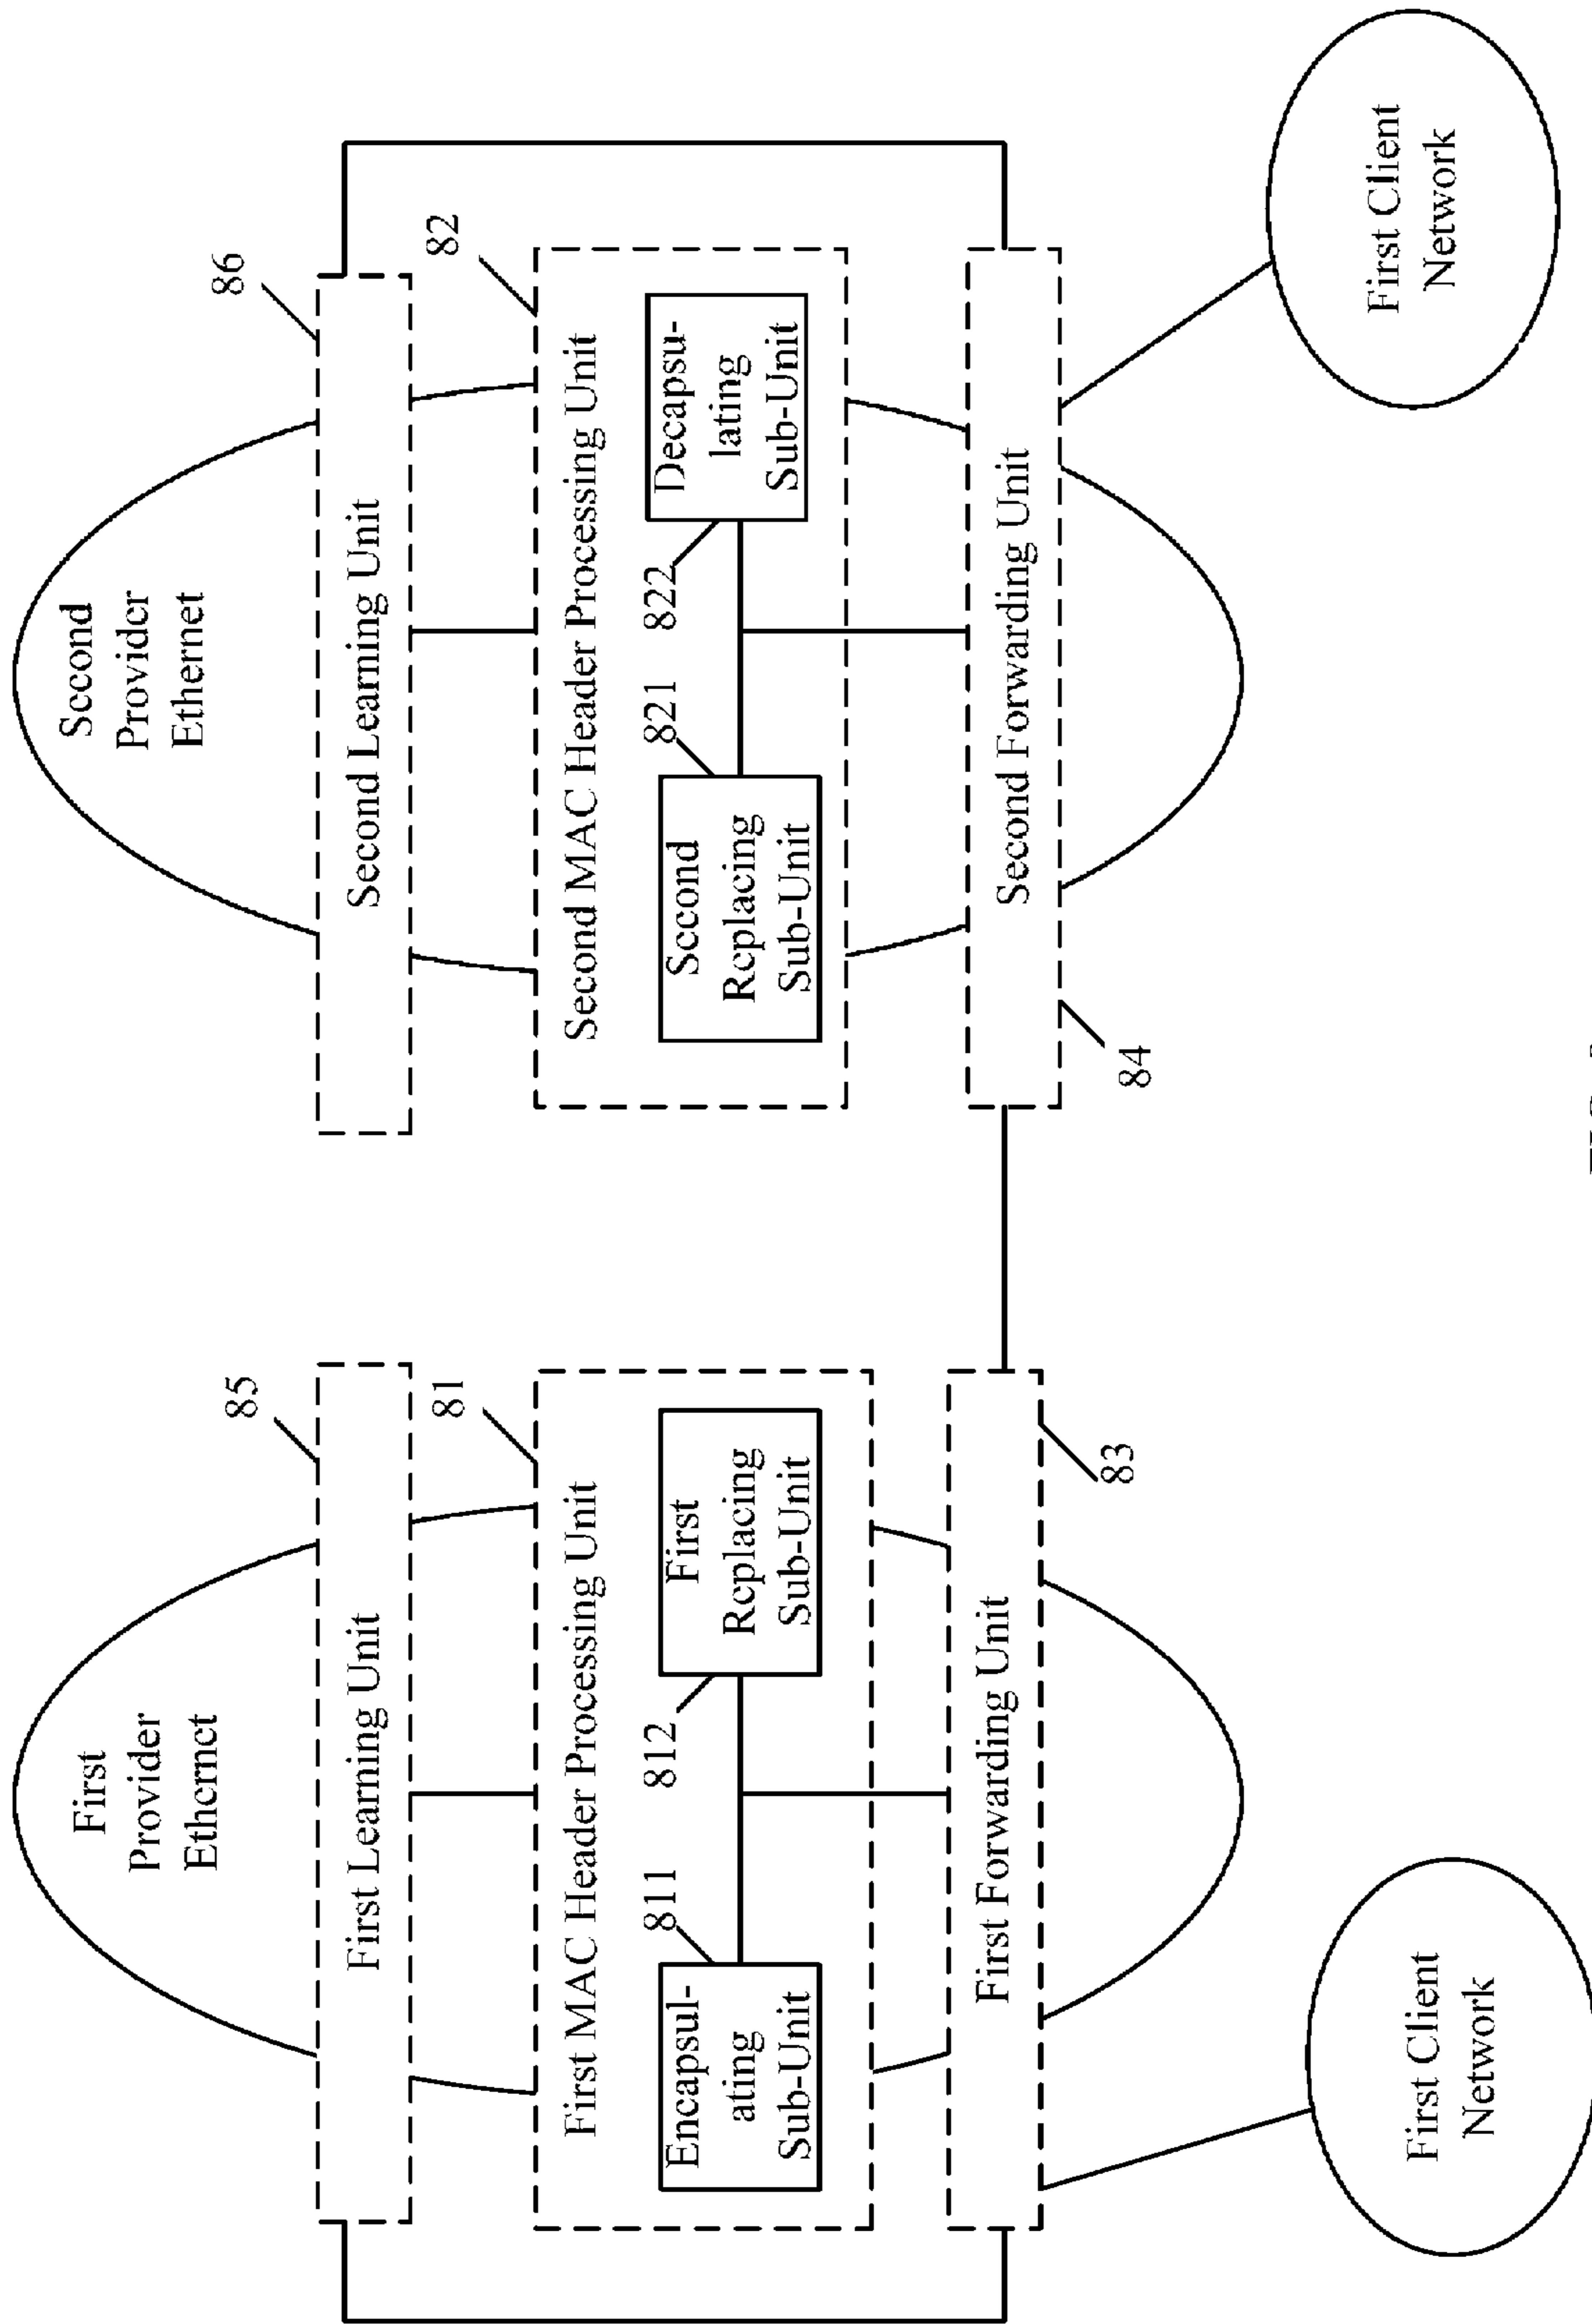 First
Provider
Ethernet
Second
Provider
Ethernet
85
86
First Learning Unit
Second Learning Unit
81
82
First MAC Header Processing Unit
Second MAC Header Processing Unit
811
812
821
822
Encapsul-
ating
Sub-Unit
First
Replacing
Sub-Unit
Second
Replacing
Sub-Unit
Decapsu-
lating
Sub-Unit
First Forwarding Unit
Second Forwarding Unit
83
84
First Client
Network
First Client
Network